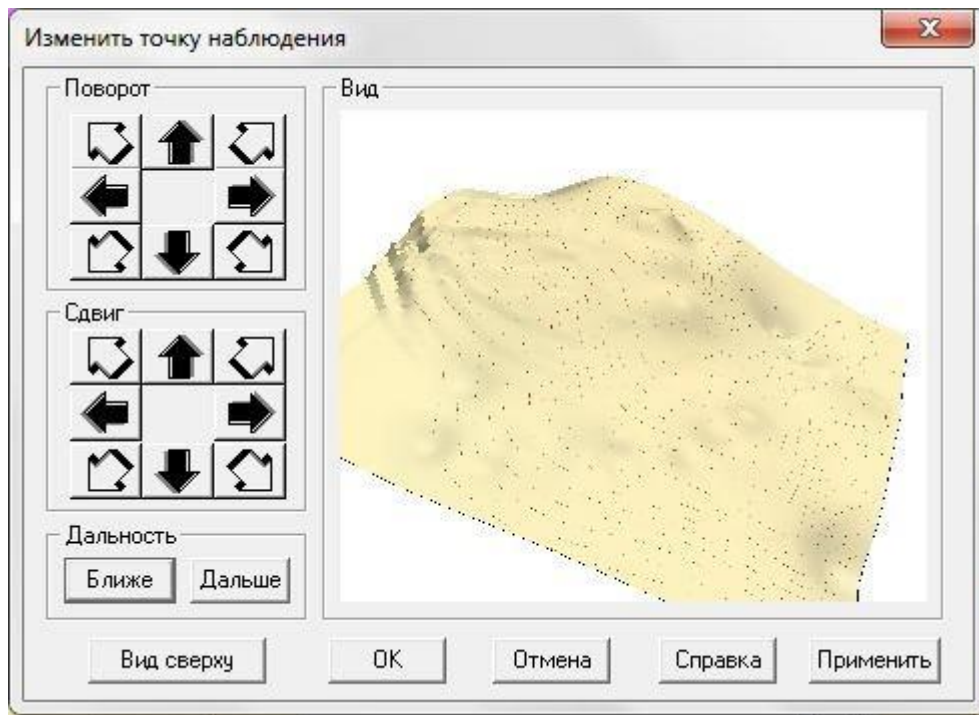 Изменить точку наблюдения
Поворот
Вид
Сдвиг
Дальность
Ближе
Дальше
Вид сверху
OK
Отмена
Справка
Применить